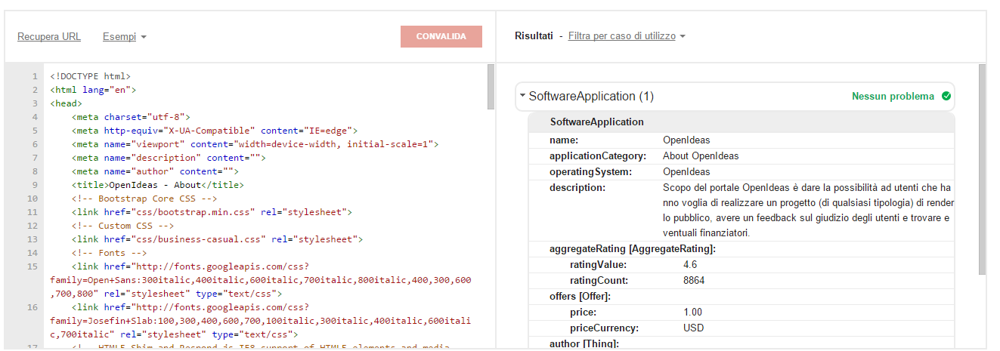 Recupera URL Esempi CONVALIDA
1 <!DOCTYPE html>
2 <html lang="en">
3 <head>
4 <meta charset="utf-8">
5 <meta http-equiv="X-UA-Compatible" content="IE=edge">
6 <meta name="viewport" content="width=device-width, initial-scale=1">
7 <meta name="description" content="">
8 <meta name="author" content="">
9 <title>OpenIdeas - About</title>
10 <!-- Bootstrap Core CSS -->
11 <link href="css/bootstrap.min.css" rel="stylesheet">
12 <!-- Custom CSS -->
13 <link href="css/business-casual.css" rel="stylesheet">
14 <!-- Fonts -->
15 <link href="http://fonts.googleapis.com/css?
family=Open+Sans:300italic,400italic,600italic,700italic,800italic,400,300,600
,700,800" rel="stylesheet" type="text/css">
16 <link href="http://fonts.googleapis.com/css?
family=Josefin+Slab:100,300,400,600,700,100italic,300italic,400italic,600itali
c,700italic" rel="stylesheet" type="text/css">
17 <!-- HTML5 Shim and Respond.js IE8 support of HTML5 elements and media
Risultati - Filtra per caso di utilizzo
SoftwareApplication (1) Nessun problema
SoftwareApplication
name: OpenIdeas
applicationCategory: About OpenIdeas
operatingSystem: OpenIdeas
description: Scopo del portale OpenIdeas è dare la possibilità ad utenti che ha
nno voglia di realizzare un progetto (di qualsiasi tipologia) di render
lo pubblico, avere un feedback sul giudizio degli utenti e trovare e
ventuali finanziatori.
aggregateRating [AggregateRating]:
ratingValue: 4.6
ratingCount: 8864
offers [Offer]:
price: 1.00
priceCurrency: USD
author [Thing]: